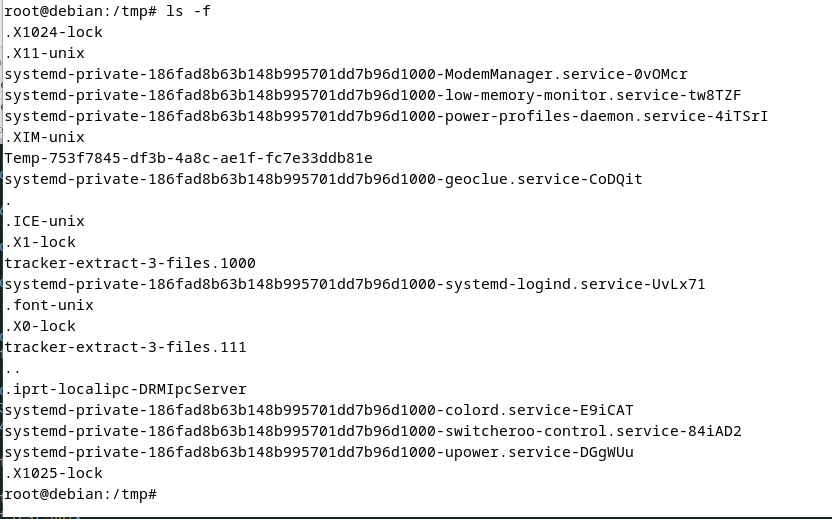 root@debian:/tmp# ls -f
.X1024-lock
.X11-unix
systemd-private-186fad8b63b148b995701dd7b96d1000-ModemManager.service-0vOMcr
systemd-private-186fad8b63b148b995701dd7b96d1000-low-memory-monitor.service-tw8TZF
systemd-private-186fad8b63b148b995701dd7b96d1000-power-profiles-daemon.service-4iTSrI
.XIM-unix
Temp-753f7845-df3b-4a8c-ae1f-fc7e33ddb81e
systemd-private-186fad8b63b148b995701dd7b96d1000-geoclue.service-CoDQit
.
.ICE-unix
.X1-lock
tracker-extract-3-files.1000
systemd-private-186fad8b63b148b995701dd7b96d1000-systemd-logind.service-UvLx71
.font-unix
.X0-lock
tracker-extract-3-files.111
..
.iprt-localipc-DRMIpcServer
systemd-private-186fad8b63b148b995701dd7b96d1000-colord.service-E9iCAT
systemd-private-186fad8b63b148b995701dd7b96d1000-switcheroo-control.service-84iAD2
systemd-private-186fad8b63b148b995701dd7b96d1000-upower.service-DGgWUu
.X1025-lock
root@debian:/tmp#